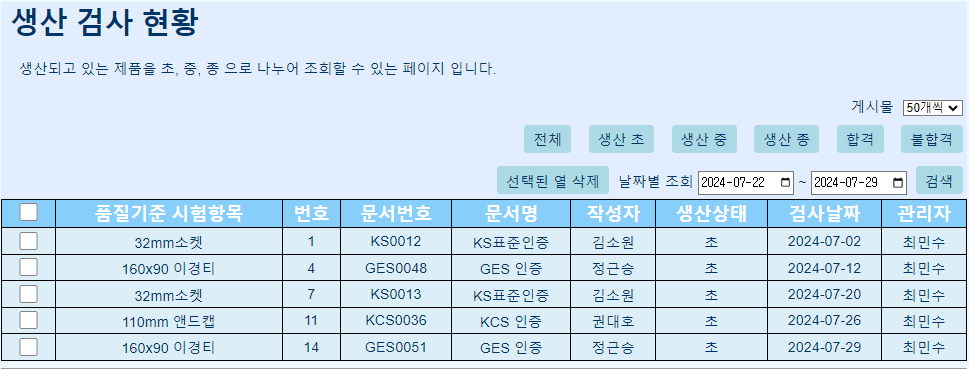 생산 검사 현황
생산되고 있는 제품을 초, 중, 종 으로 나누어 조회할 수 있는 페이지 입니다.
게시물 50개씩
전체 생산 초 생산 중 생산 종 합격 불합격
선택된 열 삭제 날짜별 조회 2024-07-22 ~ 2024-07-29 검색
품질기준 시험항목 번호 문서번호 문서명 작성자 생산상태 검사날짜 관리자
32mm소켓 1 KS0012 KS표준인증 김소원 초 2024-07-02 최민수
160x90 이경티 4 GES0048 GES 인증 정근승 초 2024-07-12 최민수
32mm소켓 7 KS0013 KS표준인증 김소원 초 2024-07-20 최민수
110mm 앤드캡 11 KCS0036 KCS 인증 권대호 초 2024-07-26 최민수
160x90 이경티 14 GES0051 GES 인증 정근승 초 2024-07-29 최민수